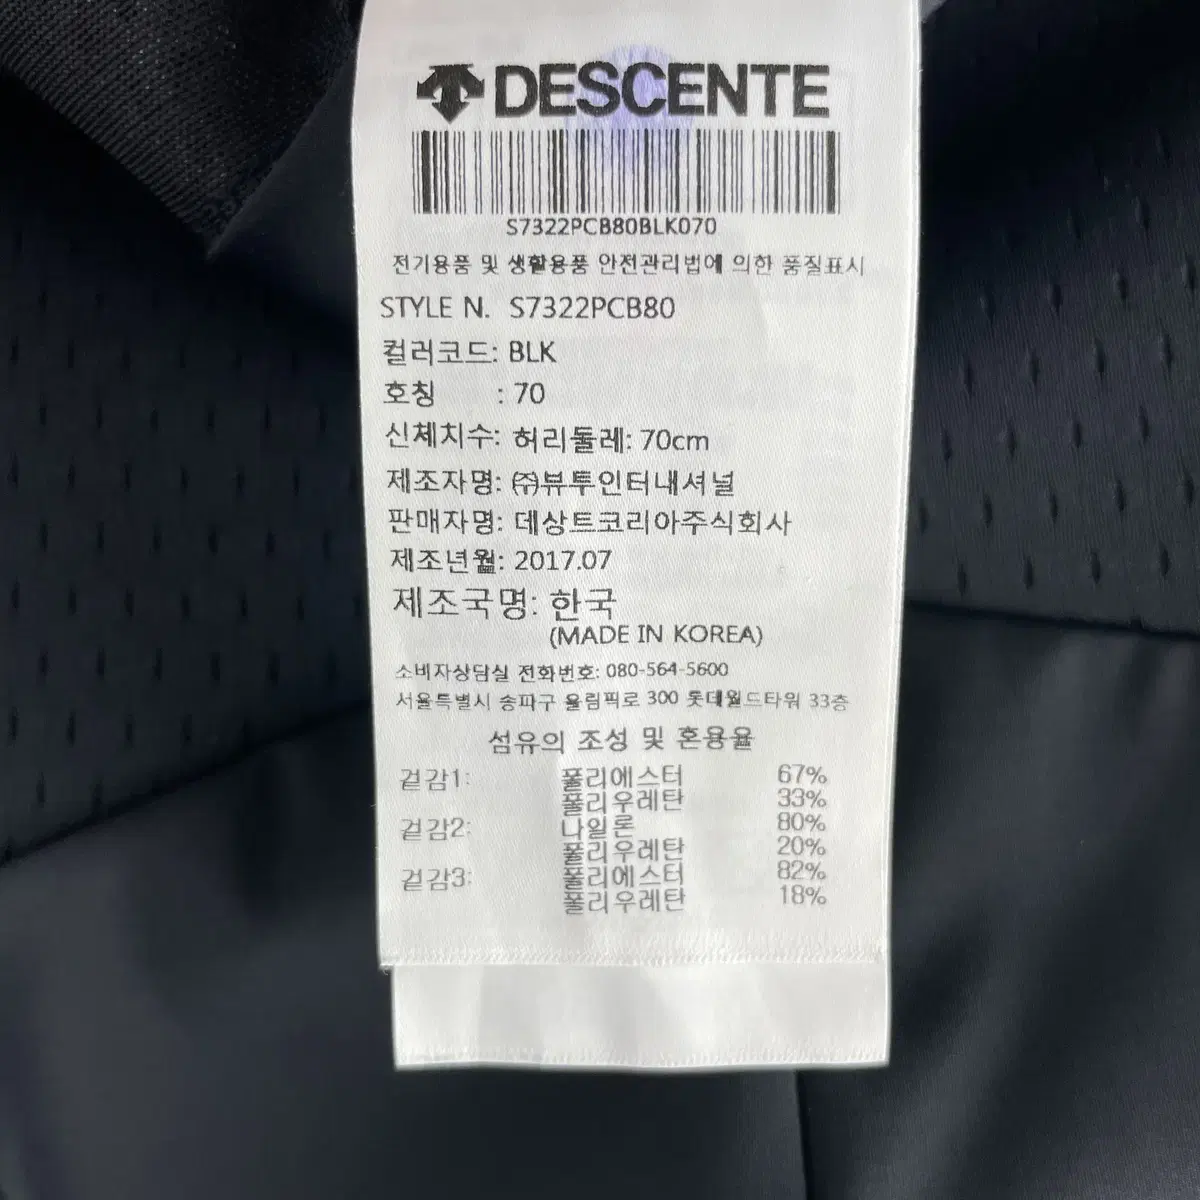 DESCENTE
S7322PCB80BLK070
전기용품 및 생활용품 안전관리법에 의한 품질표시
STYLE N. S7322PCB80
컬러코드: BLK
호칭 : 70
신체치수: 허리둘레: 70cm
제조자명: ㈜뷰투인터내셔널
판매자명: 데상트코리아주식회사
제조년월: 2017.07
제조국명: 한국
(MADE IN KOREA)
소비자상담실 전화번호: 080-564-5600
서울특별시 송파구 올림픽로 300 롯데월드타워 33층
섬유의 조성 및 혼용율
겉감1: 폴리에스터 67%
폴리우레탄 33%
겉감2: 나일론 80%
폴리우레탄 20%
겉감3: 폴리에스터 82%
폴리우레탄 18%